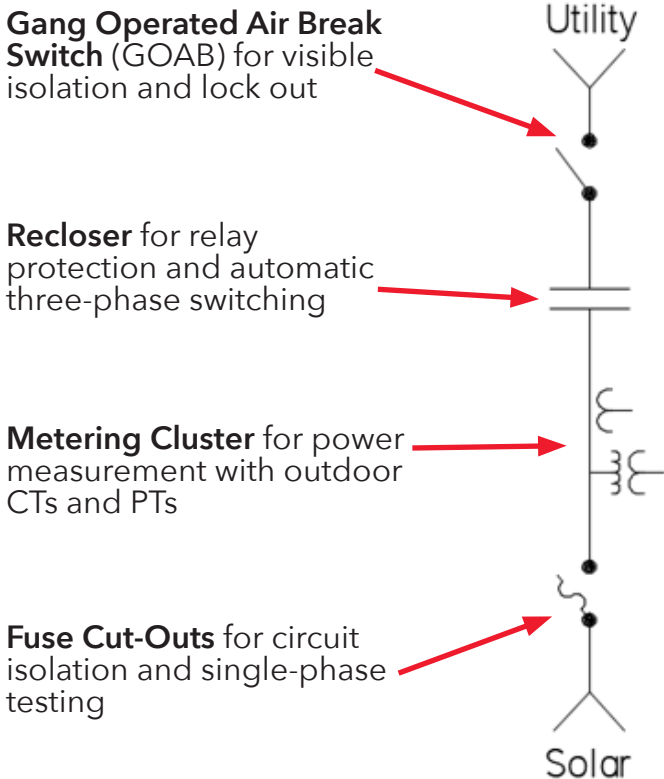 Utility
Gang Operated Air Break
Switch (GOAB) for visible
isolation and lock out
Recloser for relay
protection and automatic
three-phase switching
Metering Cluster for power
measurement with outdoor
CTs and PTs
Fuse Cut-Outs for circuit
isolation and single-phase
testing
Solar